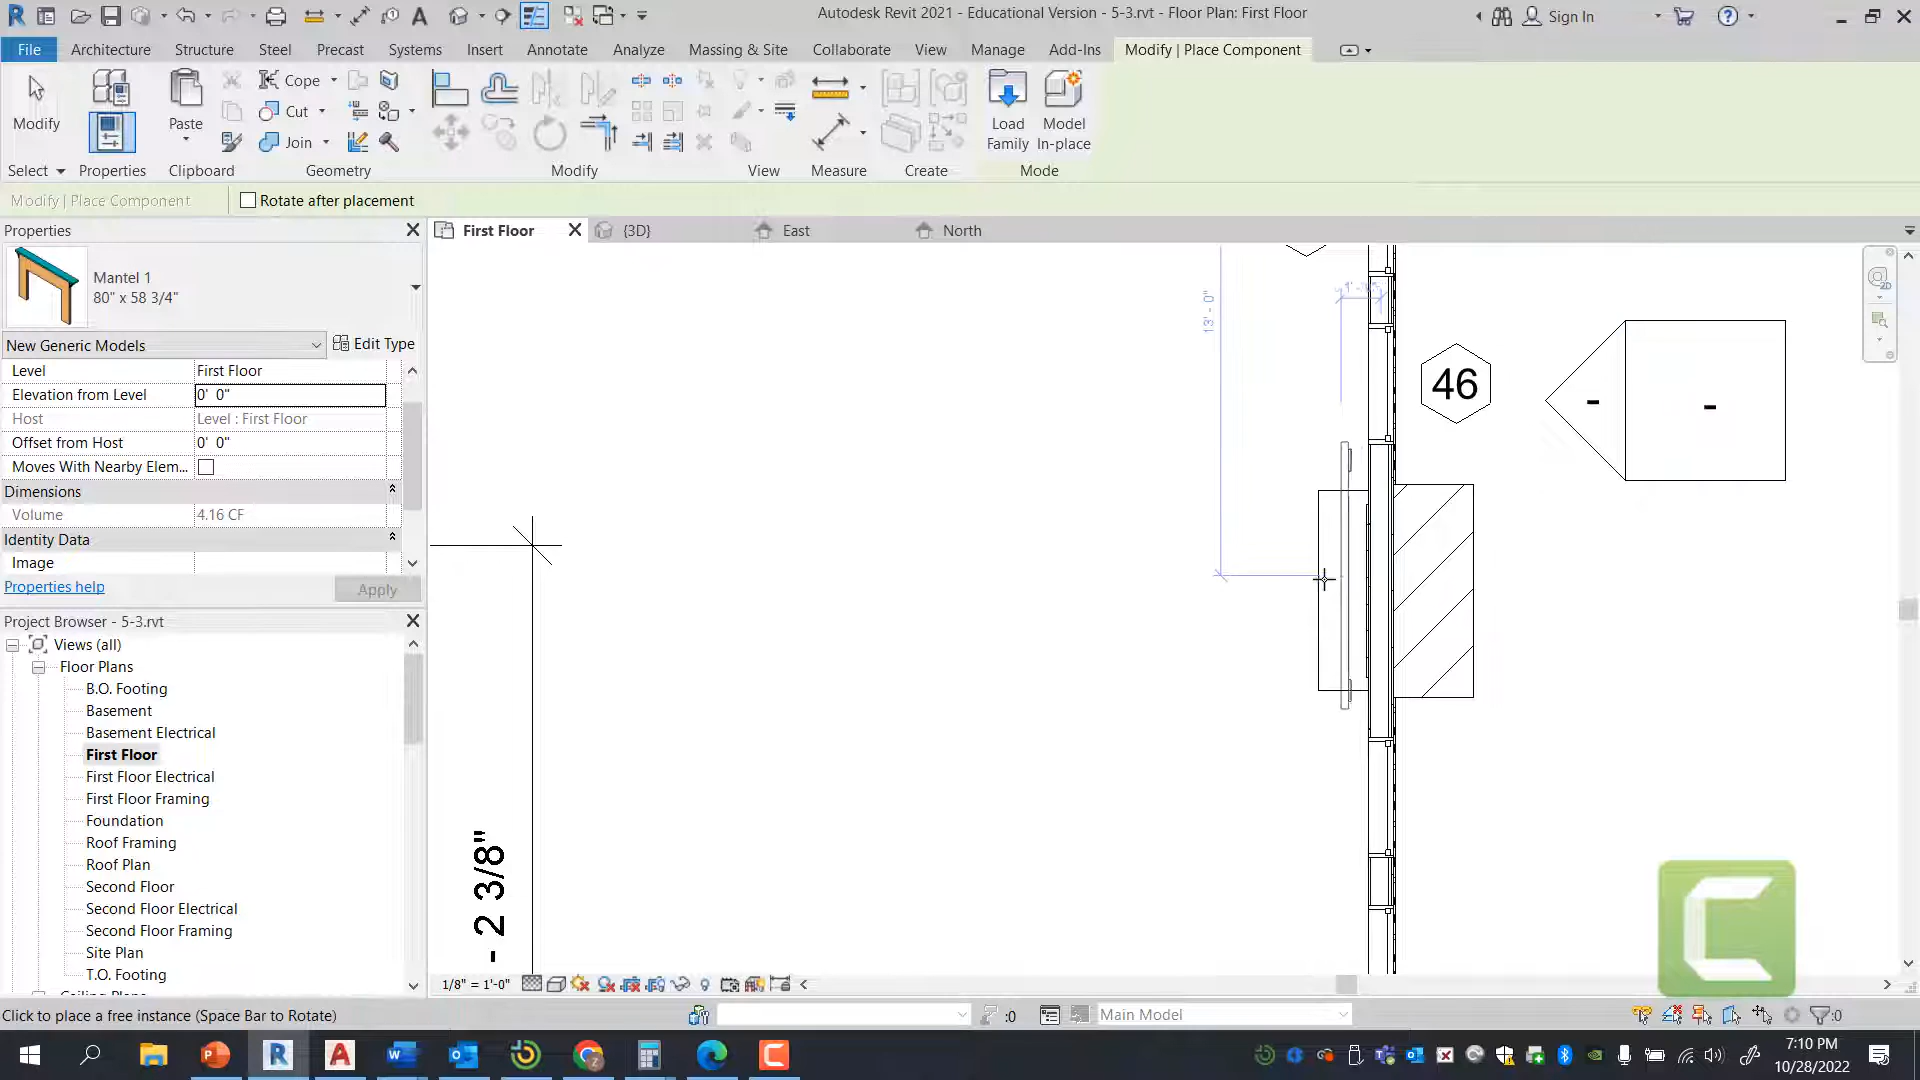 Autodesk Revit 2021 - Educational Version - 5-3.rvt - Floor Plan: First Floor
Sign In
File Architecture Structure Steel Precast Systems Insert Annotate Analyze Massing & Site Collaborate View Manage Add-Ins Modify | Place Component
Modify
Paste
Cope
Cut
Join
Load Family
Model In-place
Select Properties Clipboard Geometry Modify View Measure Create Mode
Modify | Place Component
Rotate after placement
Properties
First Floor
{3D}
East
North
Mantel 1
80" x 58 3/4"
New Generic Models
Edit Type
Level First Floor
Elevation from Level 0' 0"
Host Level : First Floor
Offset from Host 0' 0"
Moves With Nearby Elem...
Dimensions
Volume 4.16 CF
Identity Data
Image
Properties help
Apply
Project Browser - 5-3.rvt
Views (all)
Floor Plans
B.O. Footing
Basement
Basement Electrical
First Floor
First Floor Electrical
First Floor Framing
Foundation
Roof Framing
Roof Plan
Second Floor
Second Floor Electrical
Second Floor Framing
Site Plan
T.O. Footing
13' - 0"
46
-
-
- 2 3/8"
2D
1/8" = 1'-0"
Click to place a free instance (Space Bar to Rotate)
:0
Main Model
:0
7:10 PM
10/28/2022